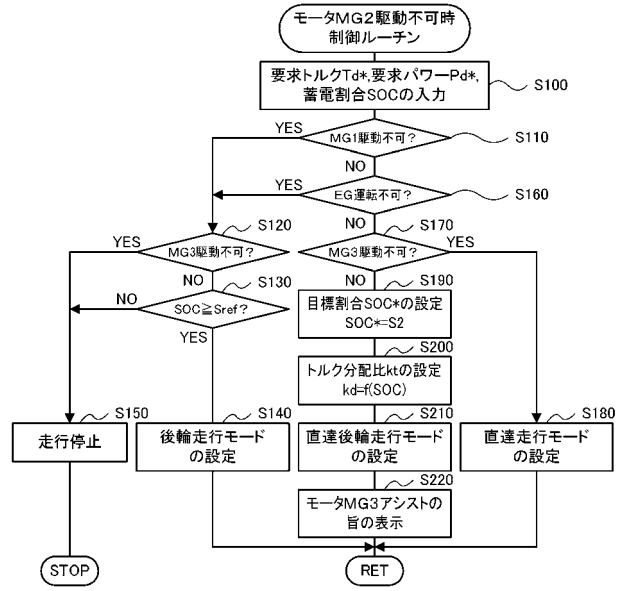 モータMG2駆動不可時
制御ルーチン
要求トルクTd*,要求パワーPd*,
蓄電割合SOCの入力
S100
YES
MG1駆動不可?
S110
NO
YES
EG運転不可?
S160
S120
NO
S170
YES
MG3駆動不可?
MG3駆動不可?
YES
NO
S130
NO
S190
NO
SOC≧Sref?
目標割合SOC*の設定
SOC*=S2
YES
S200
トルク分配比ktの設定
kd=f(SOC)
S150
S140
S210
S180
走行停止
後輪走行モード
の設定
直達後輪走行モード
の設定
直達走行モード
の設定
S220
モータMG3アシストの
旨の表示
STOP
RET